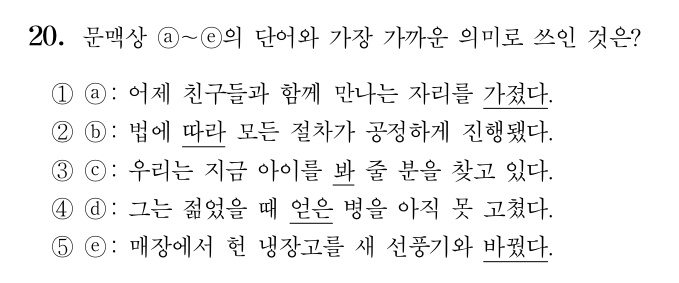 20. 문맥상 ⓐ~ⓔ의 단어와 가장 가까운 의미로 쓰인 것은?
① ⓐ: 어제 친구들과 함께 만나는 자리를 가졌다.
② ⓑ: 법에 따라 모든 절차가 공정하게 진행됐다.
③ ⓒ: 우리는 지금 아이를 봐 줄 분을 찾고 있다.
④ ⓓ: 그는 젊었을 때 얻은 병을 아직 못 고쳤다.
⑤ ⓔ: 매장에서 헌 냉장고를 새 선풍기와 바꿨다.